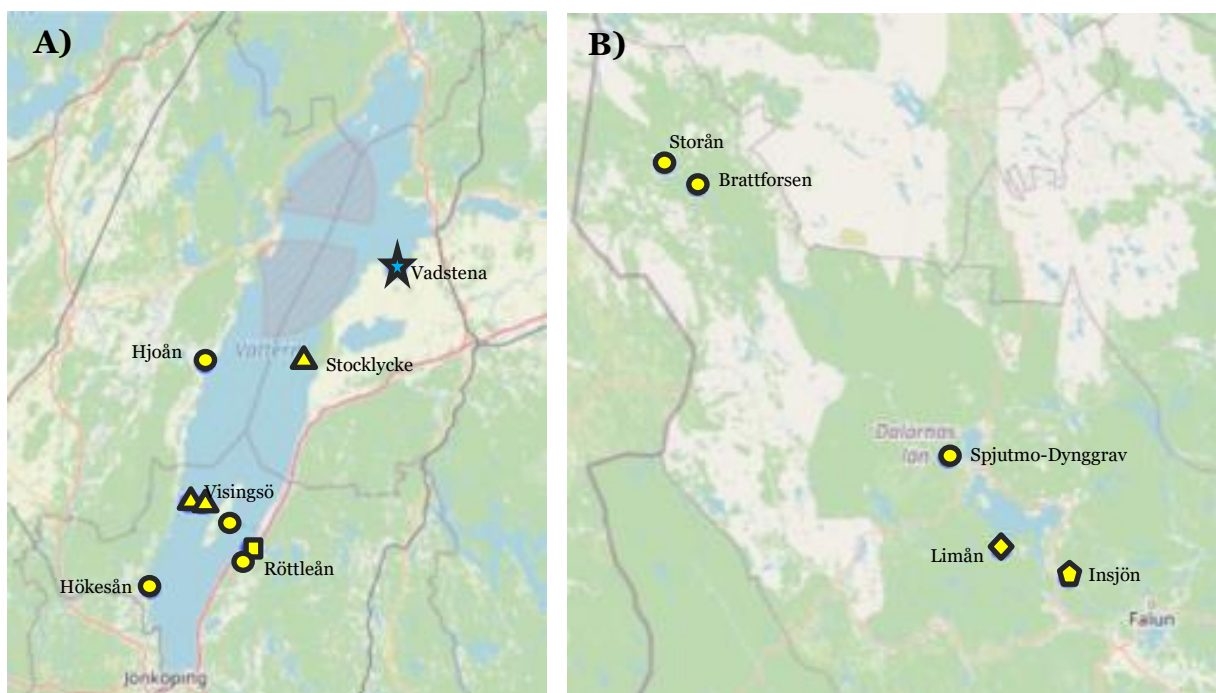 A)
Vadstena
Hjoån
Vättern
Stocklycke
Visingsö
Röttleån
Hökesån
Jönköping
B)
Storån
Brattforsen
Dalarnas
län
Spjutmo-Dynggrav
Limån
Insjön
Falun